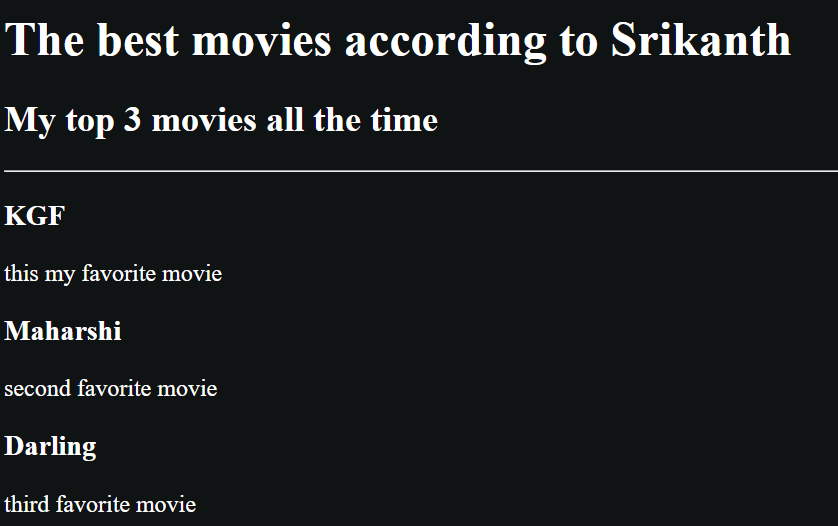 The best movies according to Srikanth
My top 3 movies all the time
KGF
this my favorite movie
Maharshi
second favorite movie
Darling
third favorite movie